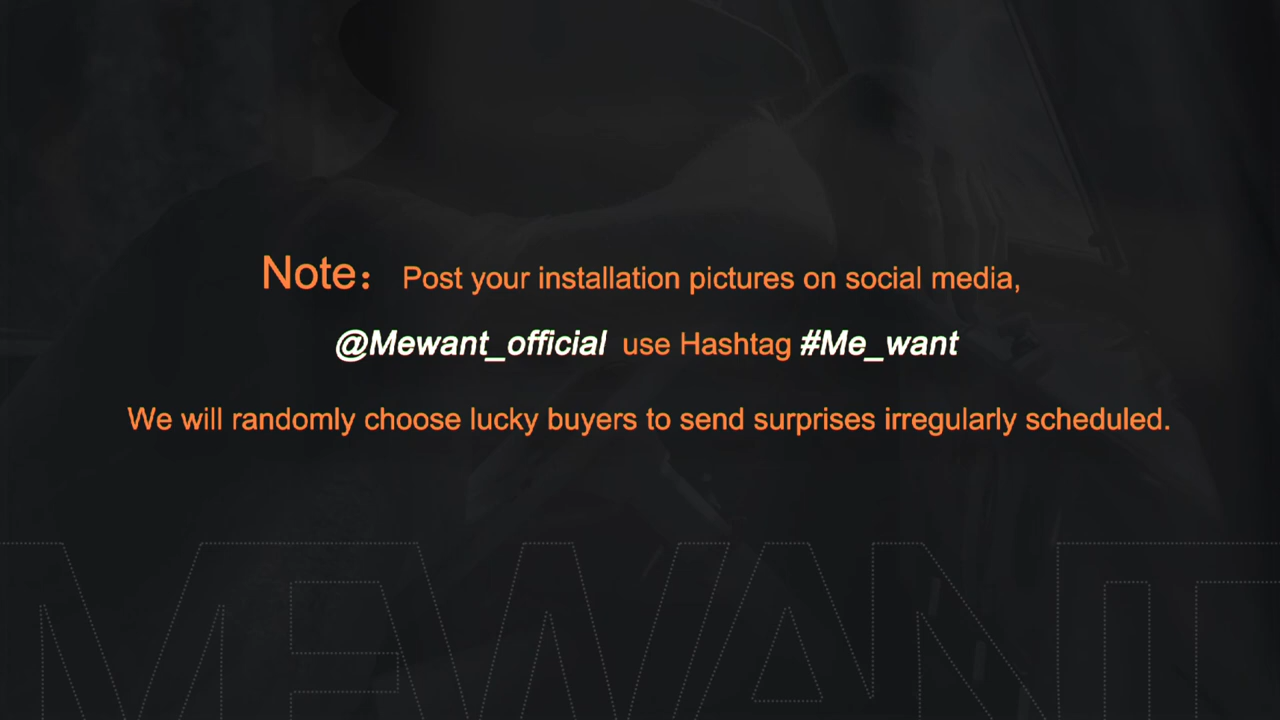 Note： Post your installation pictures on social media,
@Mewant_official use Hashtag #Me_want
We will randomly choose lucky buyers to send surprises irregularly scheduled.
MEWANT